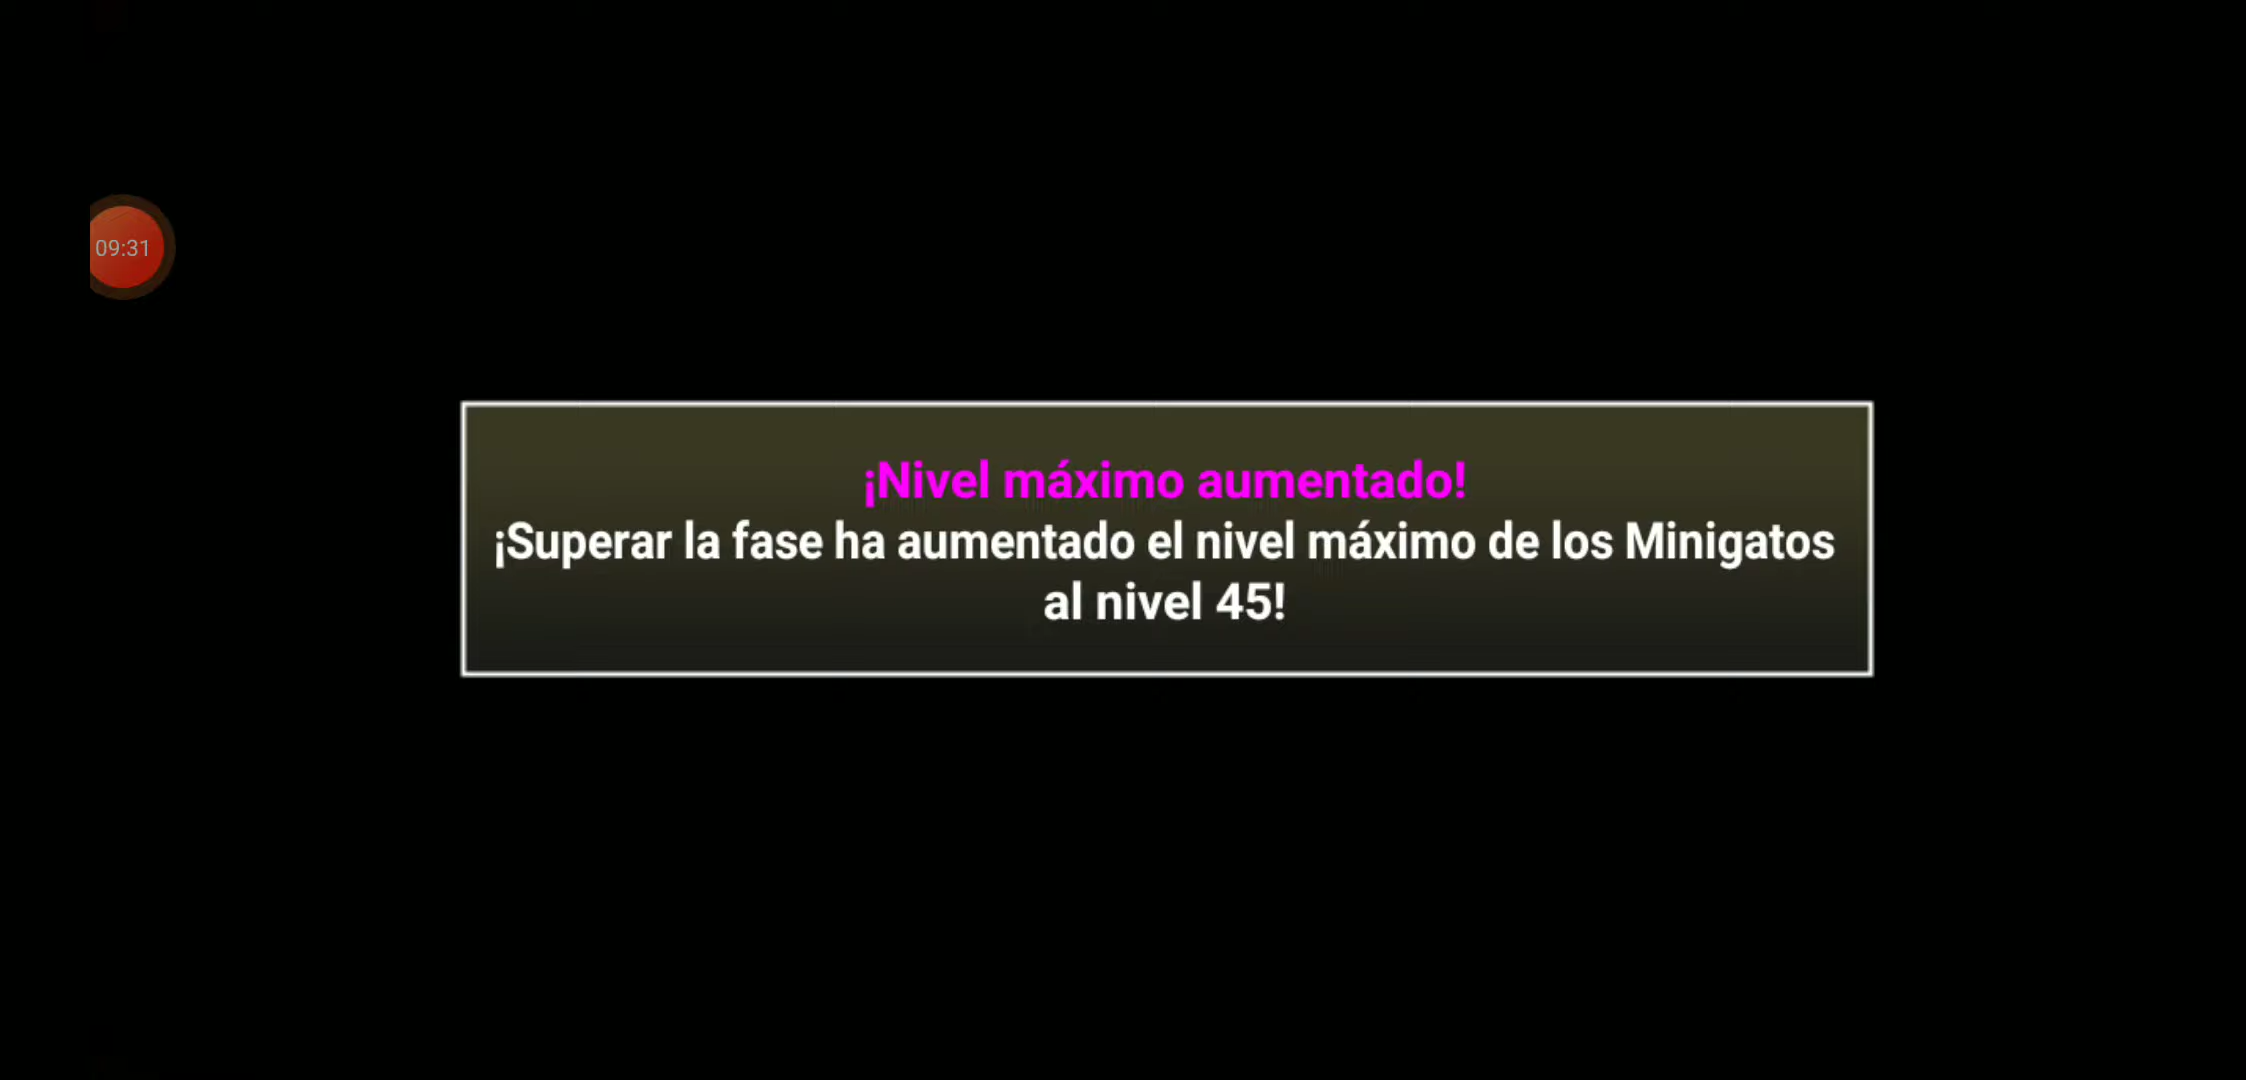 09:31
¡Nivel máximo aumentado!
¡Superar la fase ha aumentado el nivel máximo de los Minigatos
al nivel 45!